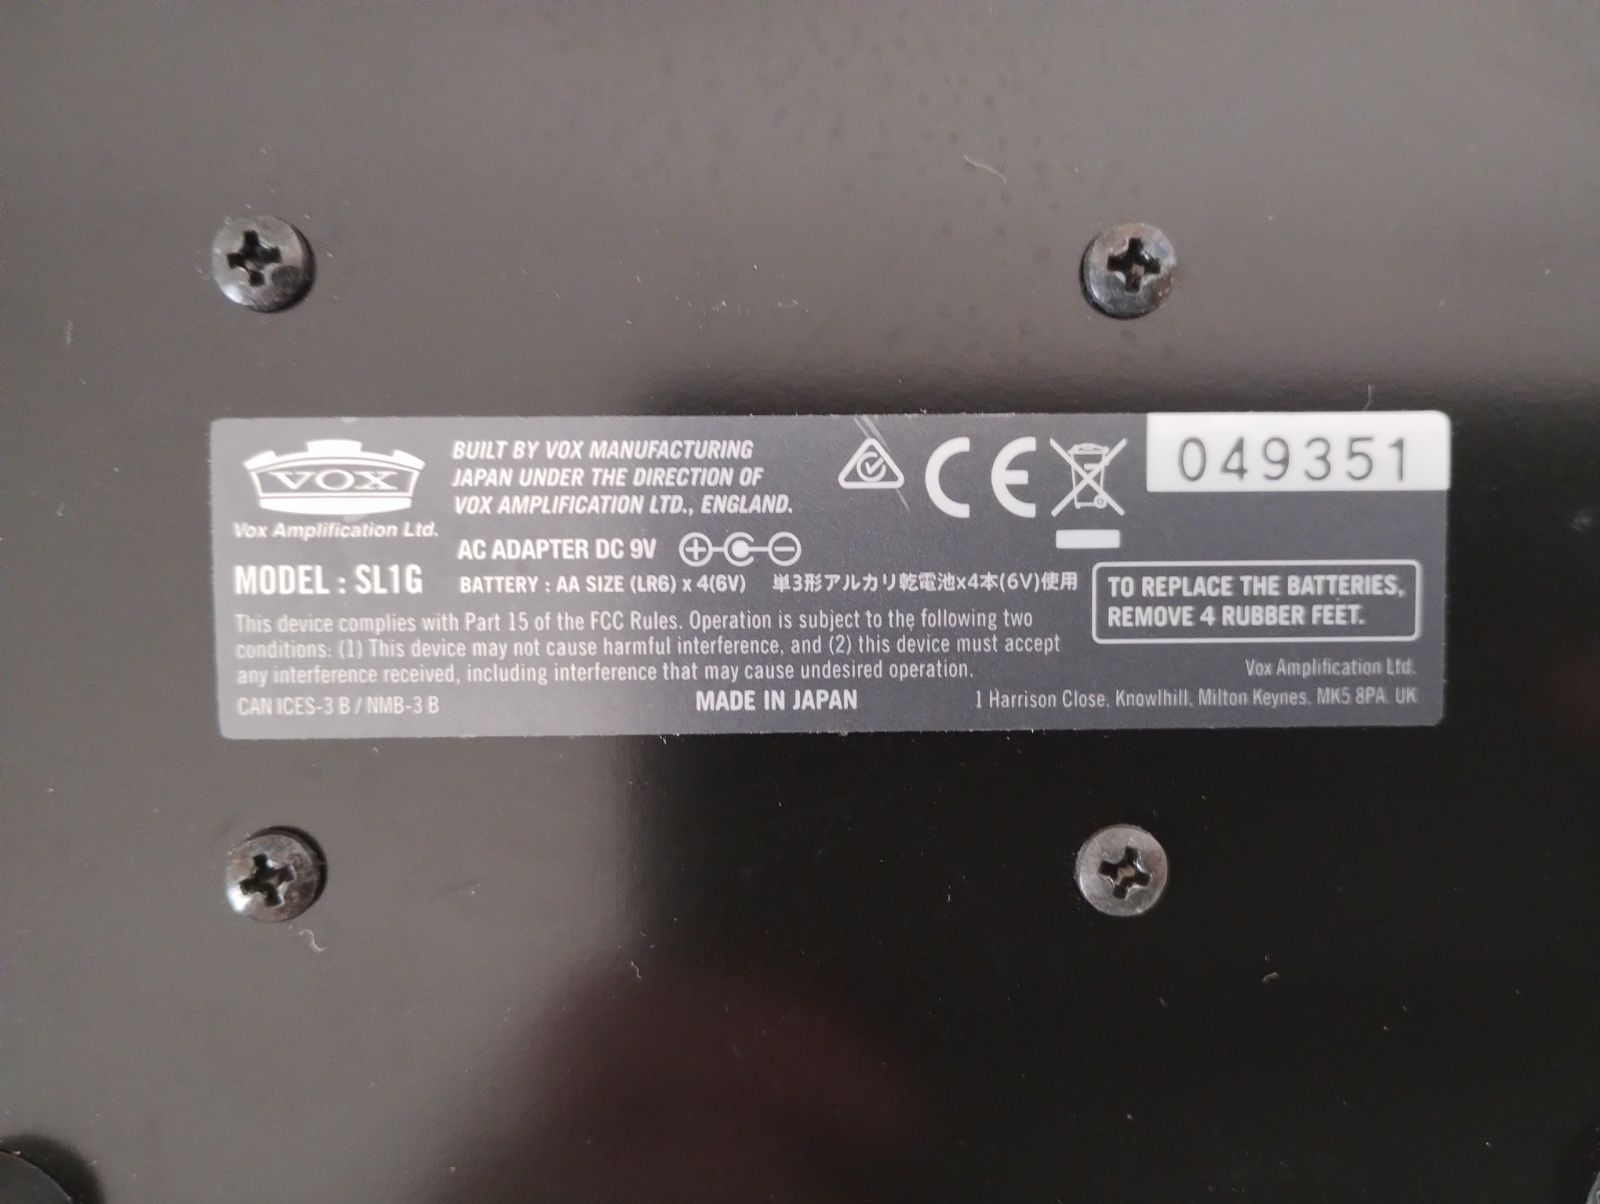 VOX
Vox Amplification Ltd.
BUILT BY VOX MANUFACTURING
JAPAN UNDER THE DIRECTION OF
VOX AMPLIFICATION LTD., ENGLAND.
CE
049351
AC ADAPTER DC 9V
MODEL : SL1G
BATTERY : AA SIZE (LR6) x 4(6V) 単3形アルカリ乾電池x4本(6V)使用
TO REPLACE THE BATTERIES,
REMOVE 4 RUBBER FEET.
This device complies with Part 15 of the FCC Rules. Operation is subject to the following two
conditions: (1) This device may not cause harmful interference, and (2) this device must accept
any interference received, including interference that may cause undesired operation.
CAN ICES-3 B / NMB-3 B
MADE IN JAPAN
Vox Amplification Ltd.
1 Harrison Close, Knowlhill, Milton Keynes, MK5 8PA, UK